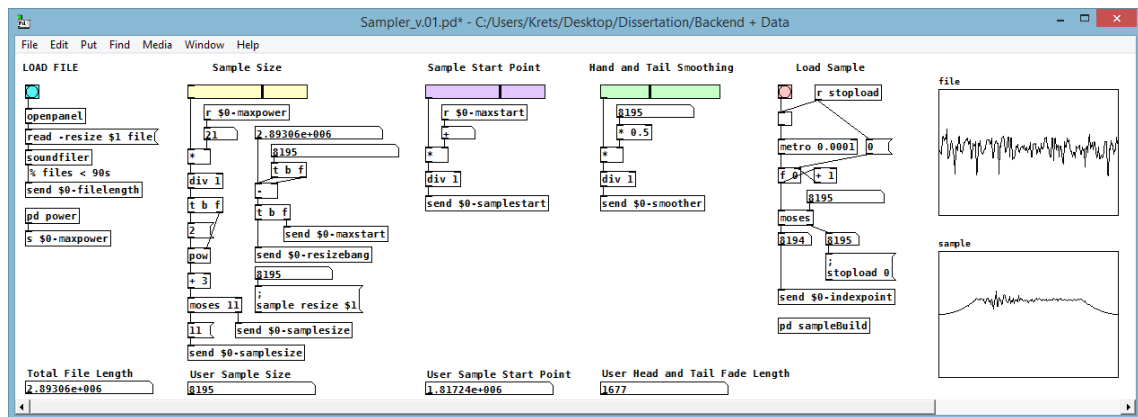 Sampler_v.01.pd* - C:/Users/Krets/Desktop/Dissertation/Backend + Data
File Edit Put Find Media Window Help
LOAD FILE
openpanel
read -resize $1 file
soundfiler
% files < 90s
send $0-filelength
pd power
s $0-maxpower
Total File Length
2.89306e+006
Sample Size
r $0-maxpower
21
*
div 1
t b f
2
pow
+ 3
moses 11
11
send $0-samplesize
send $0-samplesize
2.89306e+006
8195
t b f
-
t b f
send $0-maxstart
send $0-resizebang
8195
;
sample resize $1
User Sample Size
8195
Sample Start Point
r $0-maxstart
*
div 1
send $0-samplestart
User Sample Start Point
1.81724e+006
Hand and Tail Smoothing
8195
* 0.5
*
div 1
send $0-smoother
User Head and Tail Fade Length
1677
Load Sample
r stopload
metro 0.0001
0
f 0
+ 1
8195
moses
8194
8195
;
stopload 0
send $0-indexpoint
pd sampleBuild
file
sample